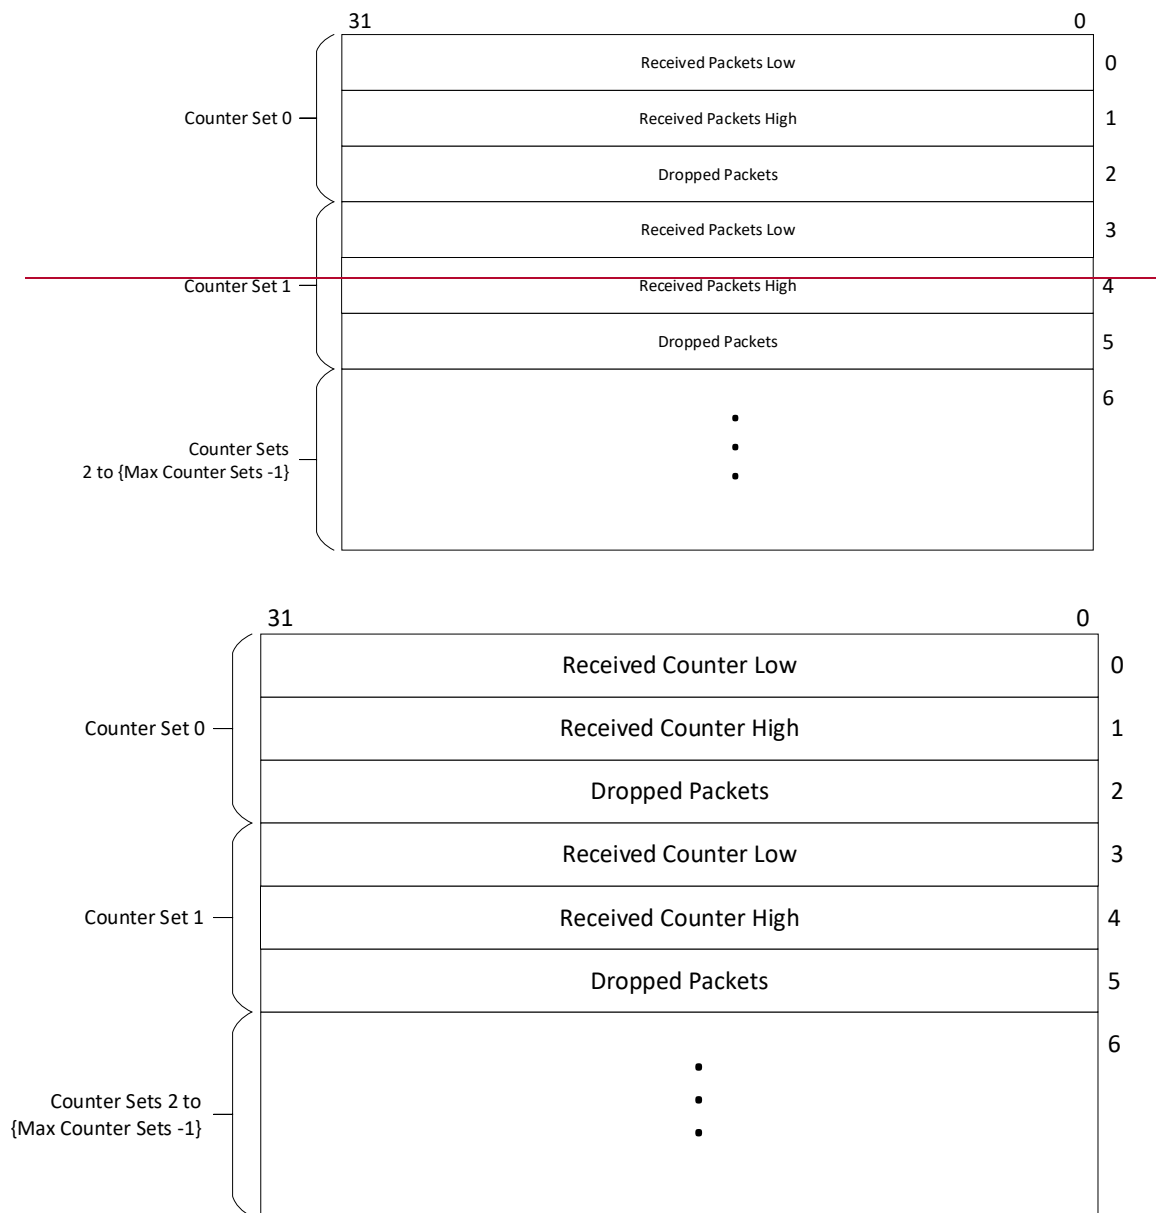 31 0
Received Packets Low 0
Counter Set 0 Received Packets High 1
Dropped Packets 2
Received Packets Low 3
Counter Set 1 Received Packets High 4
Dropped Packets 5
6
Counter Sets
2 to {Max Counter Sets -1}
31 0
Received Counter Low 0
Counter Set 0 Received Counter High 1
Dropped Packets 2
Received Counter Low 3
Counter Set 1 Received Counter High 4
Dropped Packets 5
6
Counter Sets 2 to
{Max Counter Sets -1}